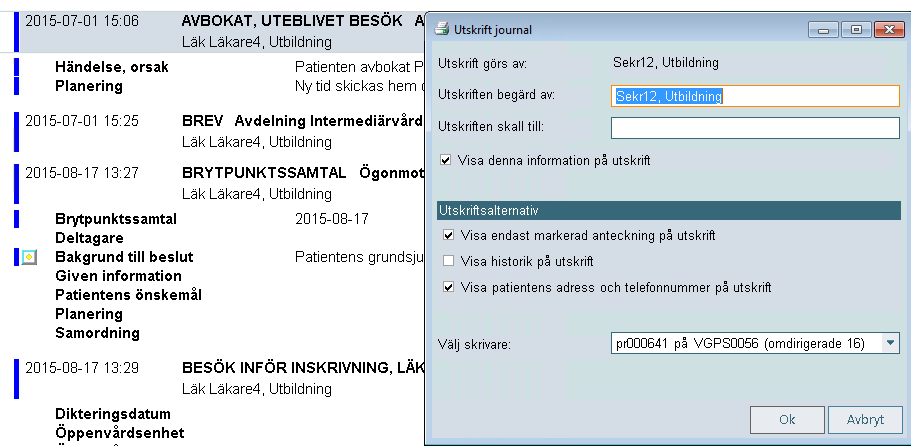 2015-07-01 15:06 AVBOKAT, UTEBLIVET BESÖK
Läk Läkare4, Utbildning
Händelse, orsak Patienten avbokat
Planering Ny tid skickas hem
2015-07-01 15:25 BREV Avdelning Intermediärvård
Läk Läkare4, Utbildning
2015-08-17 13:27 BRYTPUNKTSSAMTAL Ögonmot
Läk Läkare4, Utbildning
Brytpunktssamtal 2015-08-17
Deltagare
Bakgrund till beslut Patientens grundsju
Given information
Patientens önskemål
Planering
Samordning
2015-08-17 13:29 BESÖK INFÖR INSKRIVNING, LÄK
Läk Läkare4, Utbildning
Dikteringsdatum
Öppenvårdsenhet
Utskrift journal
Utskrift görs av: Sekr12, Utbildning
Utskriften begärd av: Sekr12, Utbildning
Utskriften skall till:
Visa denna information på utskrift
Utskriftsalternativ
Visa endast markerad anteckning på utskrift
Visa historik på utskrift
Visa patientens adress och telefonnummer på utskrift
Välj skrivare: pr000641 på VGPS0056 (omdirigerade 16)
Ok Avbryt